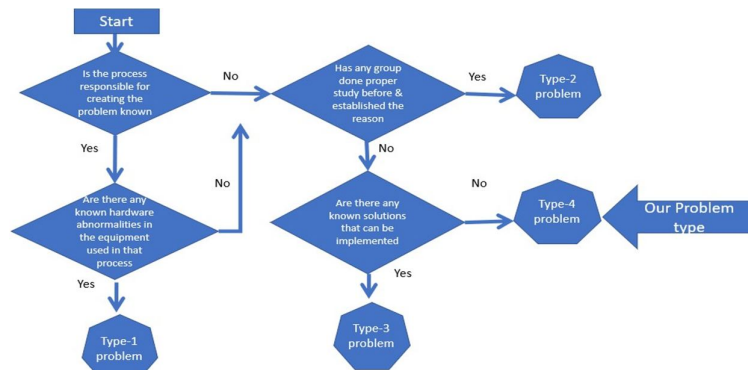 Start
Is the process
responsible for
creating the
problem known
No
Has any group
done proper
study before &
established the
reason
Yes
Type-2
problem
Yes
No
No
Are there any
known hardware
abnormalities in
the equipment
used in that
process
Are there any
known solutions
that can be
implemented
No
Type-4
problem
Our Problem
type
Yes
Yes
Type-1
problem
Type-3
problem